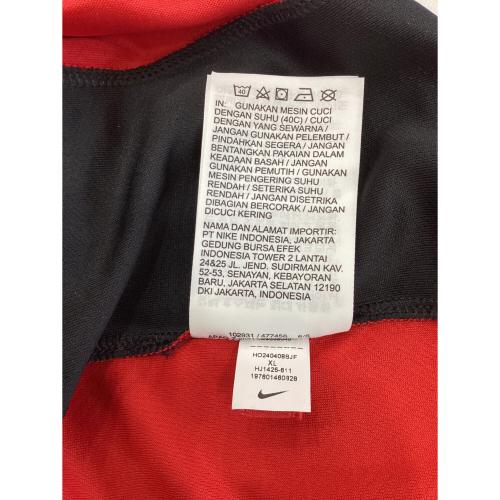 40
IN: GUNAKAN MESIN CUCI
DENGAN SUHU (40C) / CUCI
DENGAN YANG SEWARNA /
JANGAN GUNAKAN PELEMBUT /
PINDAHKAN SEGERA / JANGAN
BENTANGKAN PAKAIAN DALAM
KEADAAN BASAH / JANGAN
GUNAKAN PEMUTIH / GUNAKAN
MESIN PENGERING SUHU
RENDAH / SETERIKA SUHU
RENDAH / JANGAN DISETRIKA
DIBAGIAN BERCORAK / JANGAN
DICUCI KERING
NAMA DAN ALAMAT IMPORTIR:
PT NIKE INDONESIA, JAKARTA
GEDUNG BURSA EFEK
INDONESIA TOWER 2 LANTAI
24&25 JL. JEND. SUDIRMAN KAV.
52-53, SENAYAN, KEBAYORAN
BARU, JAKARTA SELATAN 12190
DKI JAKARTA, INDONESIA
102931 / 477456
XL
HJ1425-611